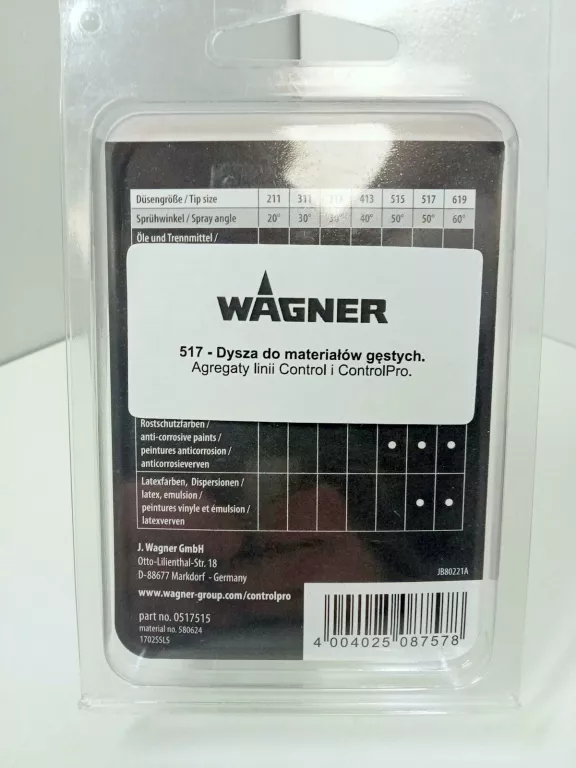 Düsengröße / Tip size 211 413 515 517 619
Sprühwinkel / Spray angle 20° 30° 40° 50° 50° 60°
Öle und Trennmittel /
WAGNER
517 - Dysza do materiałów gęstych.
Agregaty linii Control i ControlPro.
Rostschutzfarben /
anti-corrosive paints /
peintures anticorrosion /
anticorrosieverven
Latexfarben, Dispersionen /
latex, emulsion /
peintures vinyle et émulsion /
latexverven
J. Wagner GmbH
Otto-Lilienthal-Str. 18
D-88677 Markdorf - Germany
www.wagner-group.com/controlpro
JB80221A
part no. 0517515
material no. 580624
17025SLS
4 004025 087578